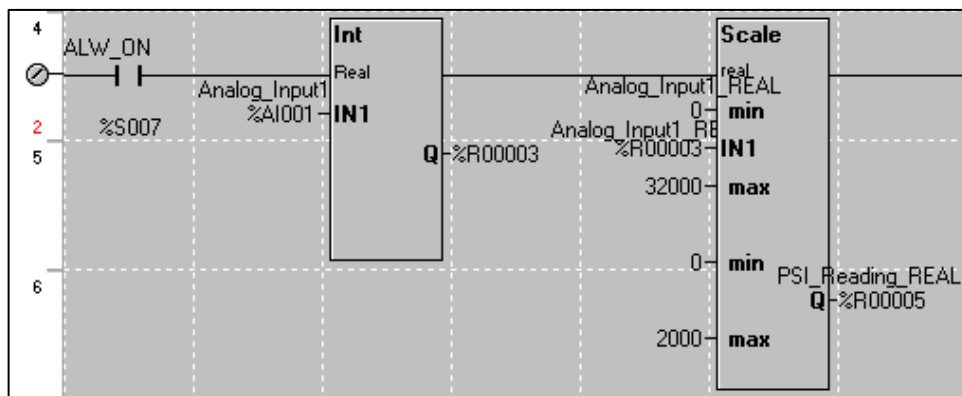 4
ALW_ON
%S007
2
5
6
Int
Real
Analog_Input1
%AI001
IN1
Q
%R00003
Scale
real
Analog_Input1_REAL
0
min
Analog_Input1_RE
%R00003
IN1
32000
max
0
min
PSI_Reading_REAL
Q
%R00005
2000
max